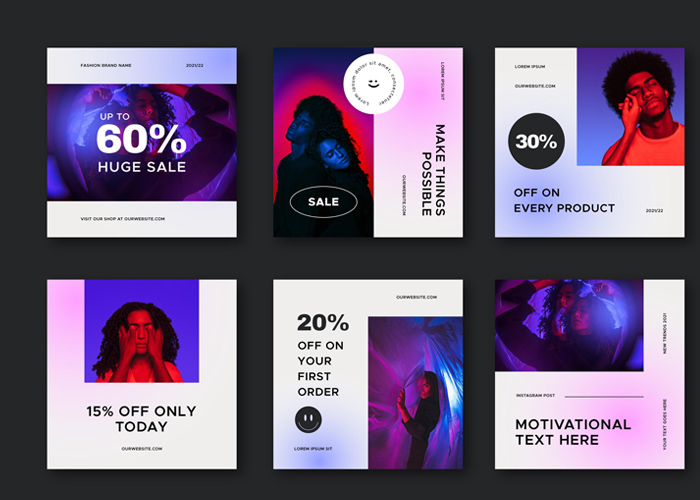 FASHION BRAND NAME
2021/22
UP TO
60%
HUGE SALE
VISIT OUR SHOP AT OURWEBSITE.COM
Lorem ipsum dolor sit amet, consectetuer
LOREM IPSUM SIT
MAKE THINGS
POSSIBLE
OURWEBSITE.COM
SALE
LOREM IPSUM
OURWEBSITE.COM
30%
OFF ON
EVERY PRODUCT
2021/22
15% OFF ONLY
TODAY
OURWEBSITE.COM
OURWEBSITE.COM
20%
OFF ON
YOUR
FIRST
ORDER
LOREM IPSUM SIT
NEW TRENDS 2021
INSTAGRAM POST
MOTIVATIONAL
TEXT HERE
YOUR TEXT GOES HERE